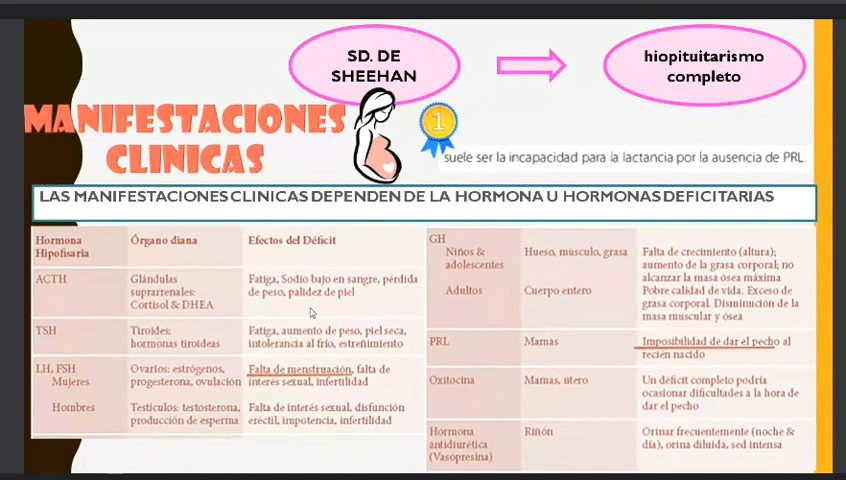 SD. DE
SHEEHAN
hiopituitarismo
completo
MANIFESTACIONES
CLINICAS
1
suele ser la incapacidad para la lactancia por la ausencia de PRL.
LAS MANIFESTACIONES CLINICAS DEPENDEN DE LA HORMONA U HORMONAS DEFICITARIAS
Hormona
Hipofisaria
Órgano diana
Efectos del Déficit
ACTH
Glándulas
suprarrenales:
Cortisol & DHEA
Fatiga, Sodio bajo en sangre, pérdida
de peso, palidez de piel
TSH
Tiroides:
hormonas tiroideas
Fatiga, aumento de peso, piel seca,
intolerancia al frío, estreñimiento
LH, FSH
Mujeres
Ovarios: estrógenos,
progesterona, ovulación
Falta de menstruación, falta de
interés sexual, infertilidad
Hombres
Testículos: testosterona,
producción de esperma
Falta de interés sexual, disfunción
eréctil, impotencia, infertilidad
GH
Niños &
adolescentes
Hueso, músculo, grasa
Falta de crecimiento (altura);
aumento de la grasa corporal; no
alcanzar la masa ósea máxima
Adultos
Cuerpo entero
Pobre calidad de vida. Exceso de
grasa corporal. Disminución de la
masa muscular y ósea
PRL
Mamas
Imposibilidad de dar el pecho al
recién nacido
Oxitocina
Mamas, útero
Un déficit completo podría
ocasionar dificultades a la hora de
dar el pecho
Hormona
antidiurética
(Vasopresina)
Riñón
Orinar frecuentemente (noche &
día), orina diluida, sed intensa